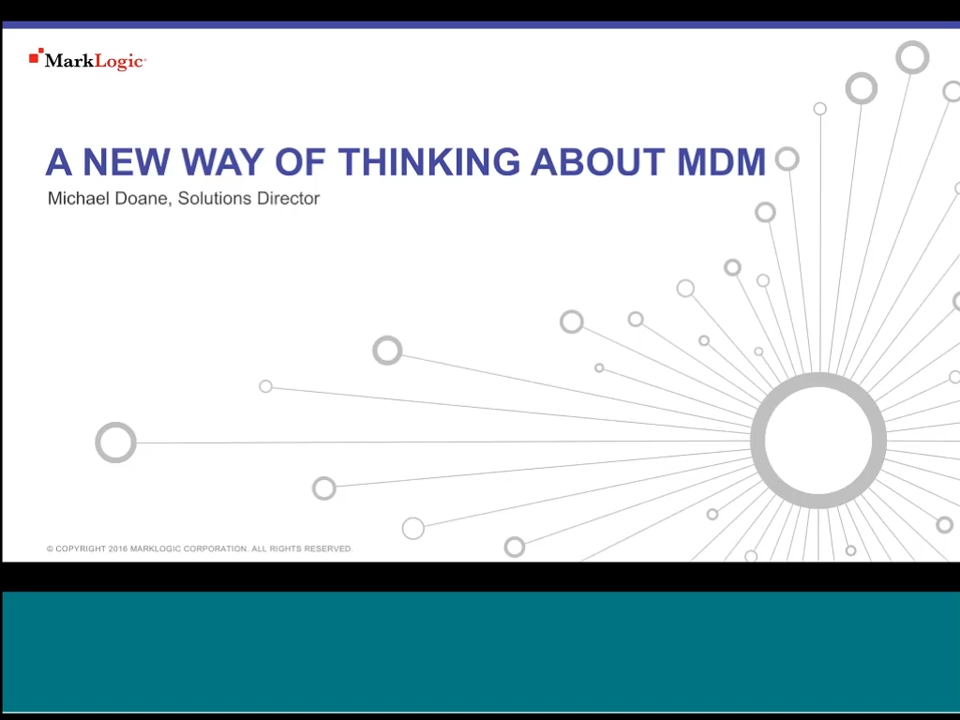 MarkLogic
A NEW WAY OF THINKING ABOUT MDM
Michael Doane, Solutions Director
© COPYRIGHT 2016 MARKLOGIC CORPORATION. ALL RIGHTS RESERVED.